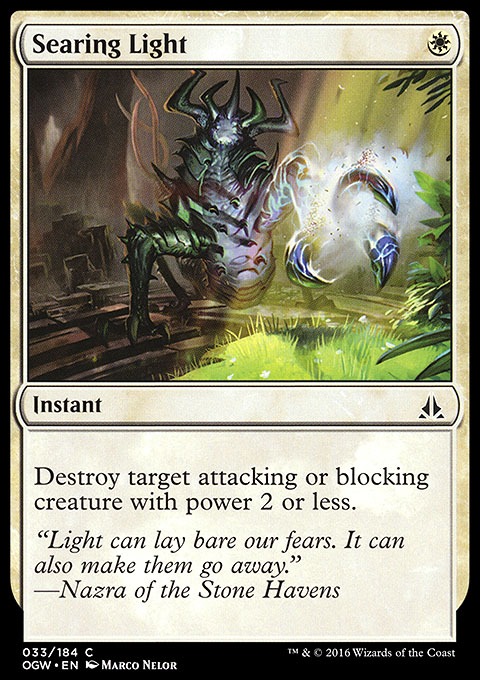 Searing Light
Instant
Destroy target attacking or blocking
creature with power 2 or less.
“Light can lay bare our fears. It can
also make them go away.”
—Nazra of the Stone Havens
033/184 C
OGW • EN Marco Nelor
™ & © 2016 Wizards of the Coast